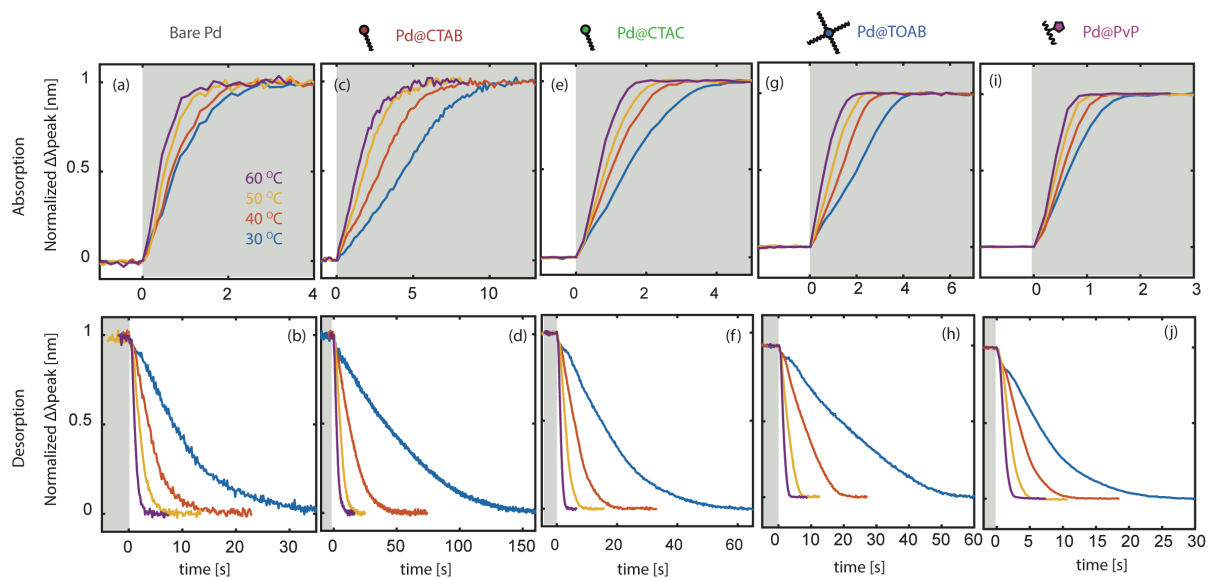 Bare Pd
Pd@CTAB
Pd@CTAC
Pd@TOAB
Pd@PvP
Absorption
Normalized Δλpeak [nm]
1
0.5
0
(a)
60 ⁰C
50 ⁰C
40 ⁰C
30 ⁰C
0 2 4
(c)
0 5 10
(e)
0 2 4
(g)
0 2 4 6
(i)
0 1 2 3
Desorption
Normalized Δλpeak [nm]
1
0.5
0
(b)
0 10 20 30
time [s]
(d)
0 50 100 150
time [s]
(f)
0 20 40 60
time [s]
(h)
0 10 20 30 40 50 60
time [s]
(j)
0 5 10 15 20 25 30
time [s]